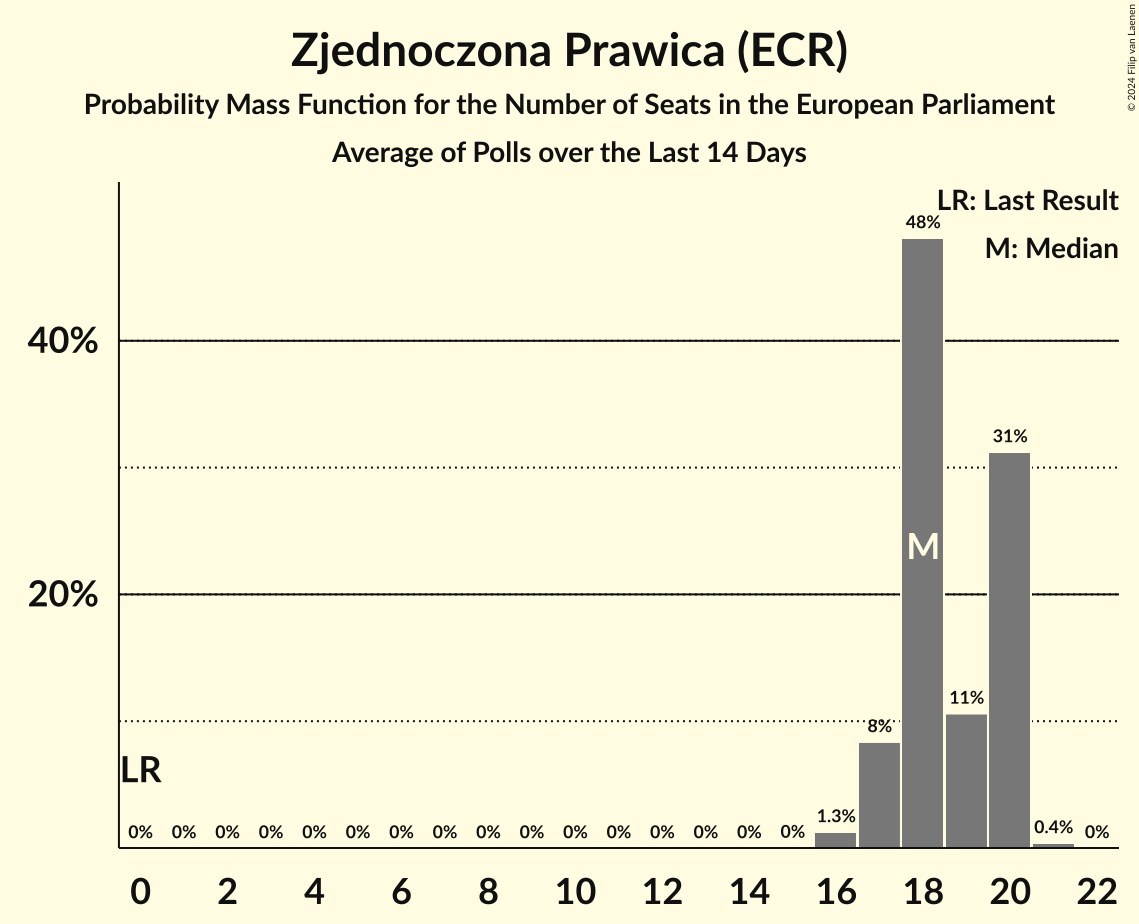 Zjednoczona Prawica (ECR)
Probability Mass Function for the Number of Seats in the European Parliament
Average of Polls over the Last 14 Days
© 2024 Filip van Laenen
LR: Last Result
M: Median
48%
40%
31%
M
20%
11%
8%
LR
0% 0% 0% 0% 0% 0% 0% 0% 0% 0% 0% 0% 0% 0% 0% 0% 1.3% 0.4% 0%
0 2 4 6 8 10 12 14 16 18 20 22